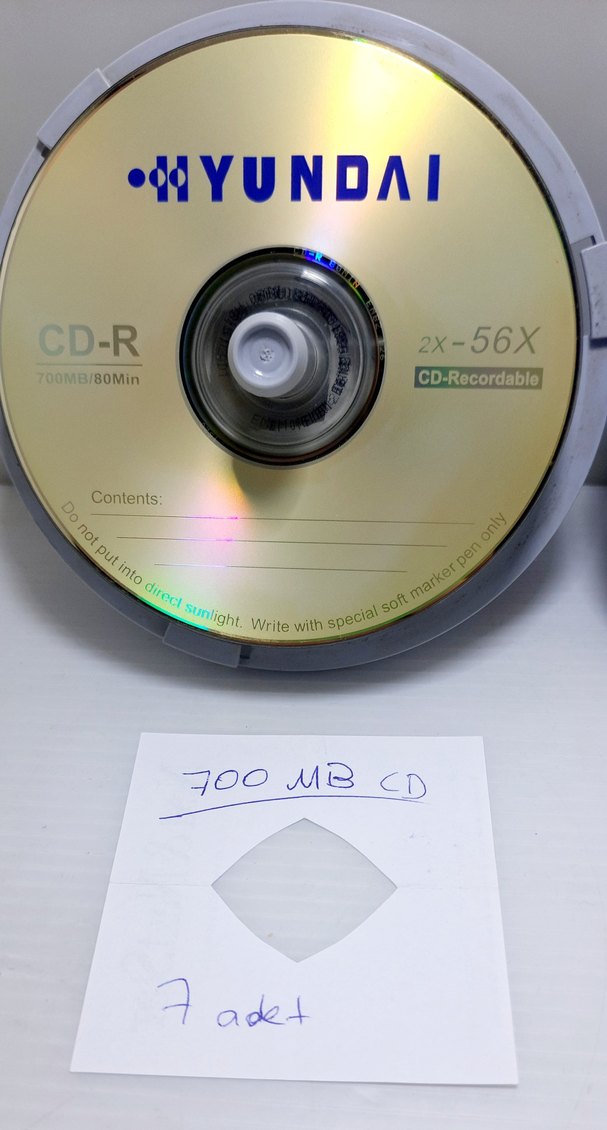 HYUNDAI
CD-R
700MB/80Min
2X-56X
CD-Recordable
Contents:
Do not put into direct sunlight. Write with special soft marker pen only
700 MB CD
7 adet